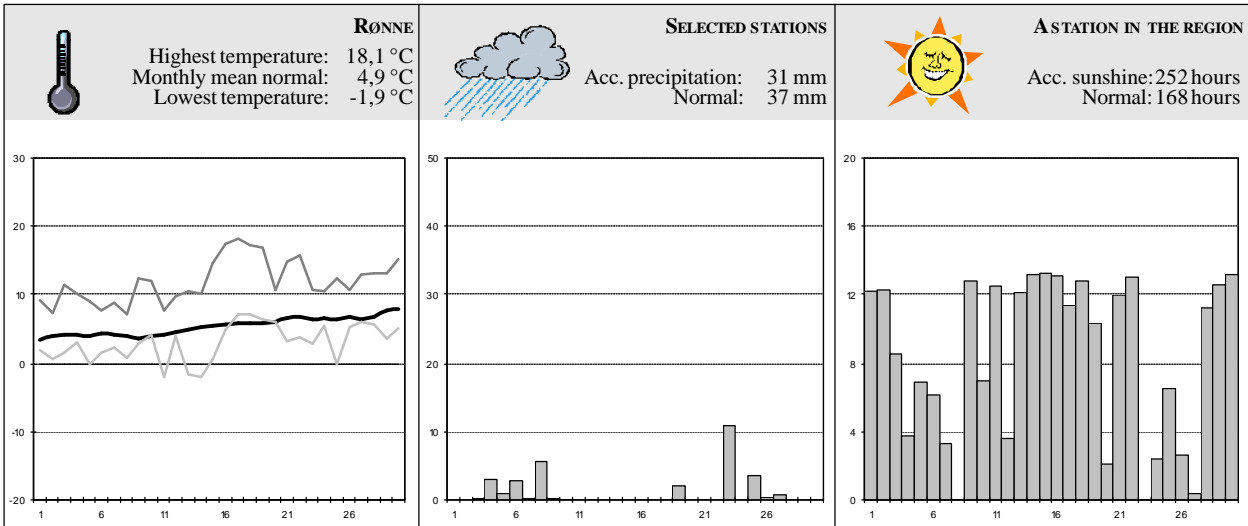 RØNNE
Highest temperature: 18,1 °C
Monthly mean normal: 4,9 °C
Lowest temperature: -1,9 °C
SELECTED STATIONS
Acc. precipitation: 31 mm
Normal: 37 mm
A STATION IN THE REGION
Acc. sunshine: 252 hours
Normal: 168 hours
30
20
10
0
-10
-20
1 6 11 16 21 26
50
40
30
20
10
0
1 6 11 16 21 26
20
16
12
8
4
0
1 6 11 16 21 26